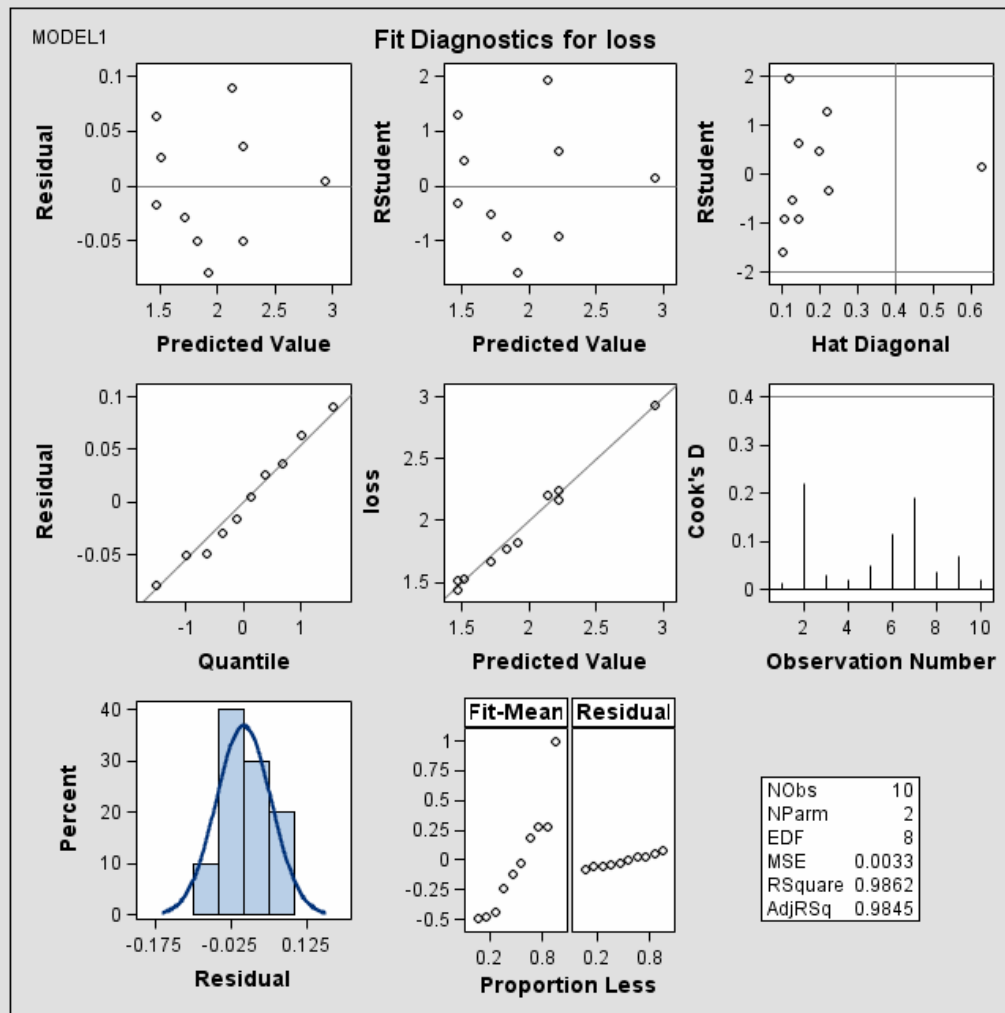 MODEL1
Fit Diagnostics for loss
Residual
0.1
0.05
0
-0.05
1.5 2 2.5 3
Predicted Value
RStudent
2
1
0
-1
1.5 2 2.5 3
Predicted Value
RStudent
2
1
0
-1
-2
0.1 0.2 0.3 0.4 0.5 0.6
Hat Diagonal
Residual
0.1
0.05
0
-0.05
-1 0 1
Quantile
loss
3
2.5
2
1.5
1.5 2 2.5 3
Predicted Value
Cook's D
0.4
0.3
0.2
0.1
0
2 4 6 8 10
Observation Number
Percent
40
30
20
10
0
-0.175 -0.025 0.125
Residual
Fit-Mean Residual
1
0.75
0.5
0.25
0
-0.25
-0.5
0.2 0.8 0.2 0.8
Proportion Less
NObs 10
NParm 2
EDF 8
MSE 0.0033
RSquare 0.9862
AdjRSq 0.9845